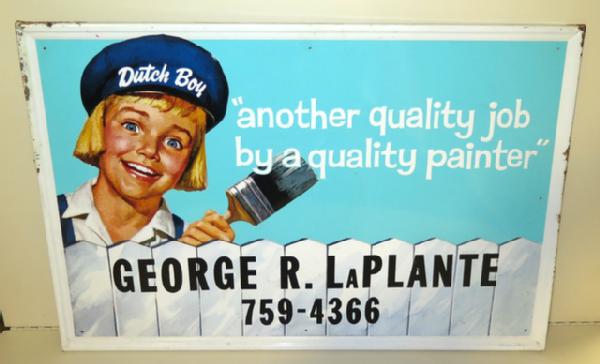 Dutch Boy
"another quality job
by a quality painter"
GEORGE R. LAPLANTE
759-4366